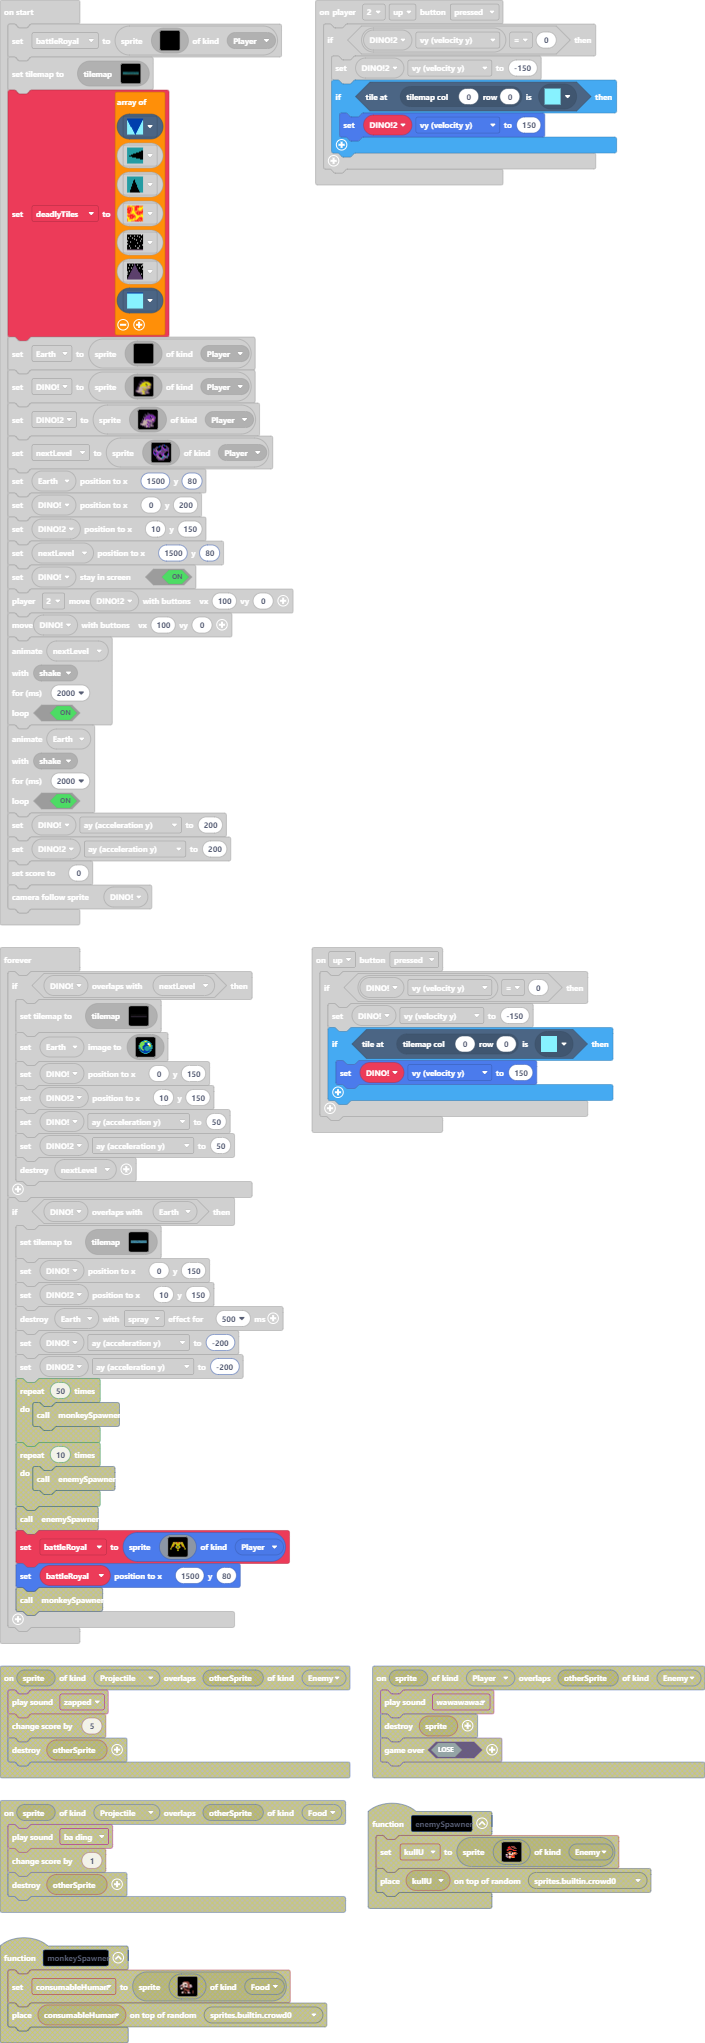 on start
set battleRoyal to sprite of kind Player
set tilemap to tilemap
set deadlyTiles to array of
set Earth to sprite of kind Player
set DINO! to sprite of kind Player
set DINO!2 to sprite of kind Player
set nextLevel to sprite of kind Player
set Earth position to x 1500 y 80
set DINO! position to x 0 y 200
set DINO!2 position to x 10 y 150
set nextLevel position to x 1500 y 80
set DINO! stay in screen ON
player 2 move DINO!2 with buttons vx 100 vy 0
move DINO! with buttons vx 100 vy 0
animate nextLevel
with shake
for (ms) 2000
loop ON
animate Earth
with shake
for (ms) 2000
loop ON
set DINO! ay (acceleration y) to 200
set DINO!2 ay (acceleration y) to 200
set score to 0
camera follow sprite DINO!
on player 2 up button pressed
if DINO!2 vy (velocity y) = 0 then
set DINO!2 vy (velocity y) to -150
if tile at tilemap col 0 row 0 is then
set DINO!2 vy (velocity y) to 150
forever
if DINO! overlaps with nextLevel then
set tilemap to tilemap
set Earth image to
set DINO! position to x 0 y 150
set DINO!2 position to x 10 y 150
set DINO! ay (acceleration y) to 50
set DINO!2 ay (acceleration y) to 50
destroy nextLevel
if DINO! overlaps with Earth then
set tilemap to tilemap
set DINO! position to x 0 y 150
set DINO!2 position to x 10 y 150
destroy Earth with spray effect for 500 ms
set DINO! ay (acceleration y) to -200
set DINO!2 ay (acceleration y) to -200
repeat 50 times
do call monkeySpawner
repeat 10 times
do call enemySpawner
call enemySpawner
set battleRoyal to sprite of kind Player
set battleRoyal position to x 1500 y 80
call monkeySpawner
on up button pressed
if DINO! vy (velocity y) = 0 then
set DINO! vy (velocity y) to -150
if tile at tilemap col 0 row 0 is then
set DINO! vy (velocity y) to 150
on sprite of kind Projectile overlaps otherSprite of kind Enemy
play sound zapped
change score by 5
destroy otherSprite
on sprite of kind Player overlaps otherSprite of kind Enemy
play sound wawawawaa
destroy sprite
game over LOSE
on sprite of kind Projectile overlaps otherSprite of kind Food
play sound ba ding
change score by 1
destroy otherSprite
function enemySpawner
set kullU to sprite of kind Enemy
place kullU on top of random sprites.builtin.crowd0
function monkeySpawner
set consumableHuman to sprite of kind Food
place consumableHuman on top of random sprites.builtin.crowd0